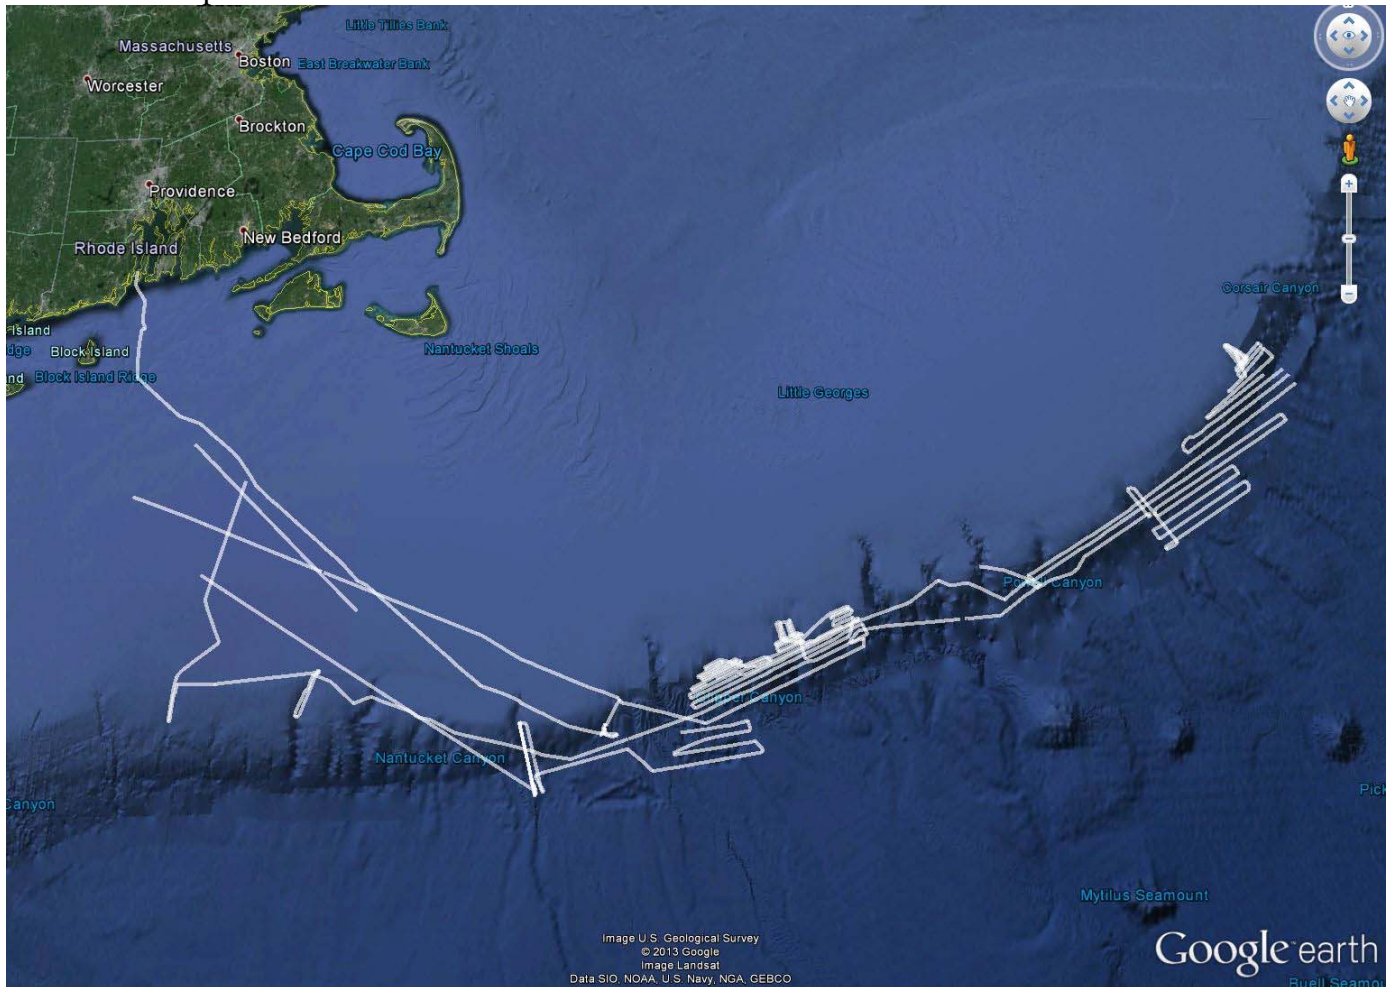 Little Tillies Bank
Massachusetts
Boston
East Breakwater Bank
Worcester
Brockton
Cape Cod Bay
Providence
New Bedford
Rhode Island
Corsair Canyon
Island
Block Island
Nantucket Shoals
Block Island Ridge
Little Georges
Canyon
Canyon
Nantucket Canyon
Canyon
Mytilus Seamount
Image U.S. Geological Survey
© 2013 Google
Image Landsat
Data SIO, NOAA, U.S. Navy, NGA, GEBCO
Google earth